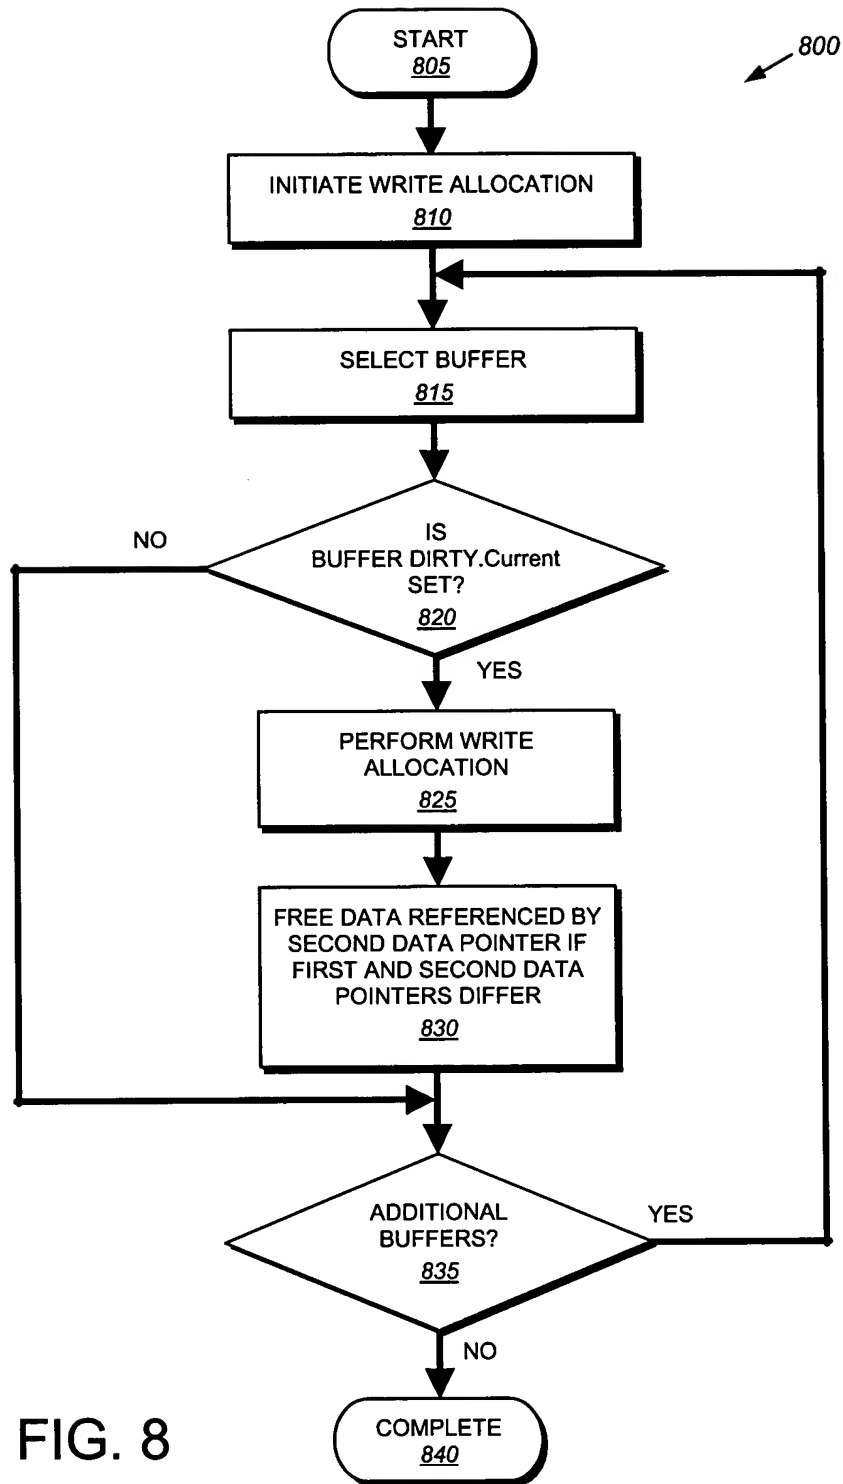 START
805
800
INITIATE WRITE ALLOCATION
810
SELECT BUFFER
815
NO
IS
BUFFER DIRTY.Current
SET?
820
YES
PERFORM WRITE
ALLOCATION
825
FREE DATA REFERENCED BY
SECOND DATA POINTER IF
FIRST AND SECOND DATA
POINTERS DIFFER
830
ADDITIONAL
BUFFERS?
835
YES
NO
COMPLETE
840
FIG. 8